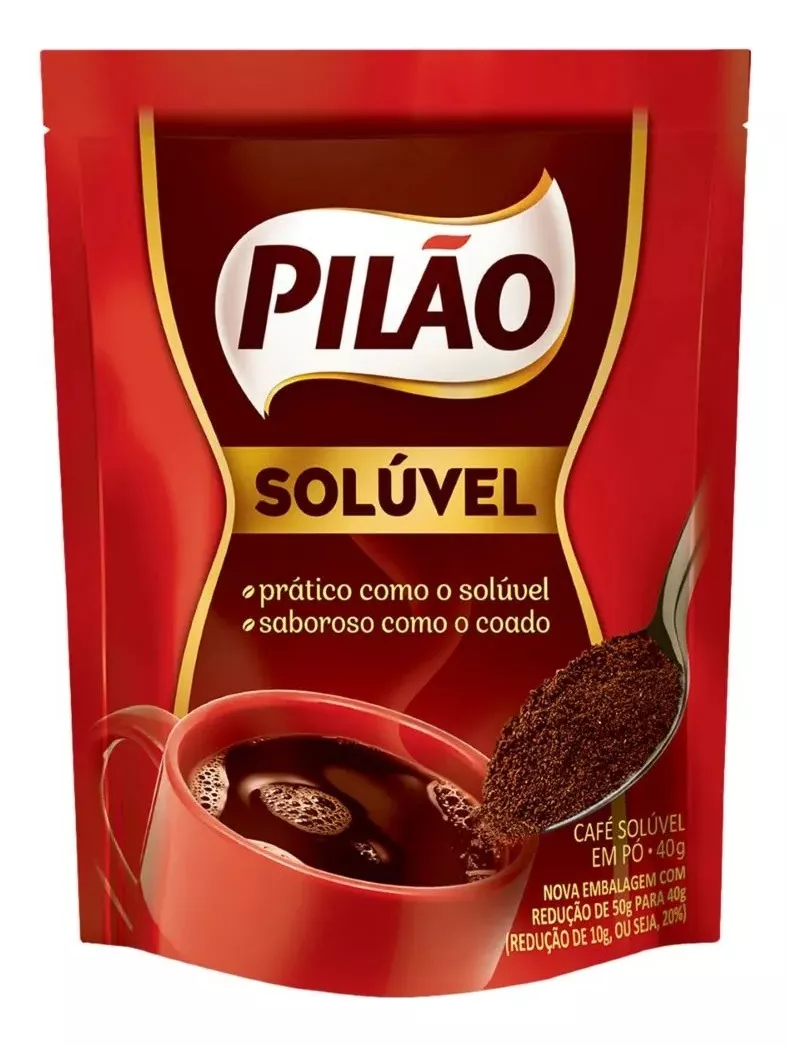 PILÃO
SOLÚVEL
prático como o solúvel
saboroso como o coado
CAFÉ SOLÚVEL
EM PÓ • 40g
NOVA EMBALAGEM COM
REDUÇÃO DE 50g PARA 40g
(REDUÇÃO DE 10g, OU SEJA, 20%)